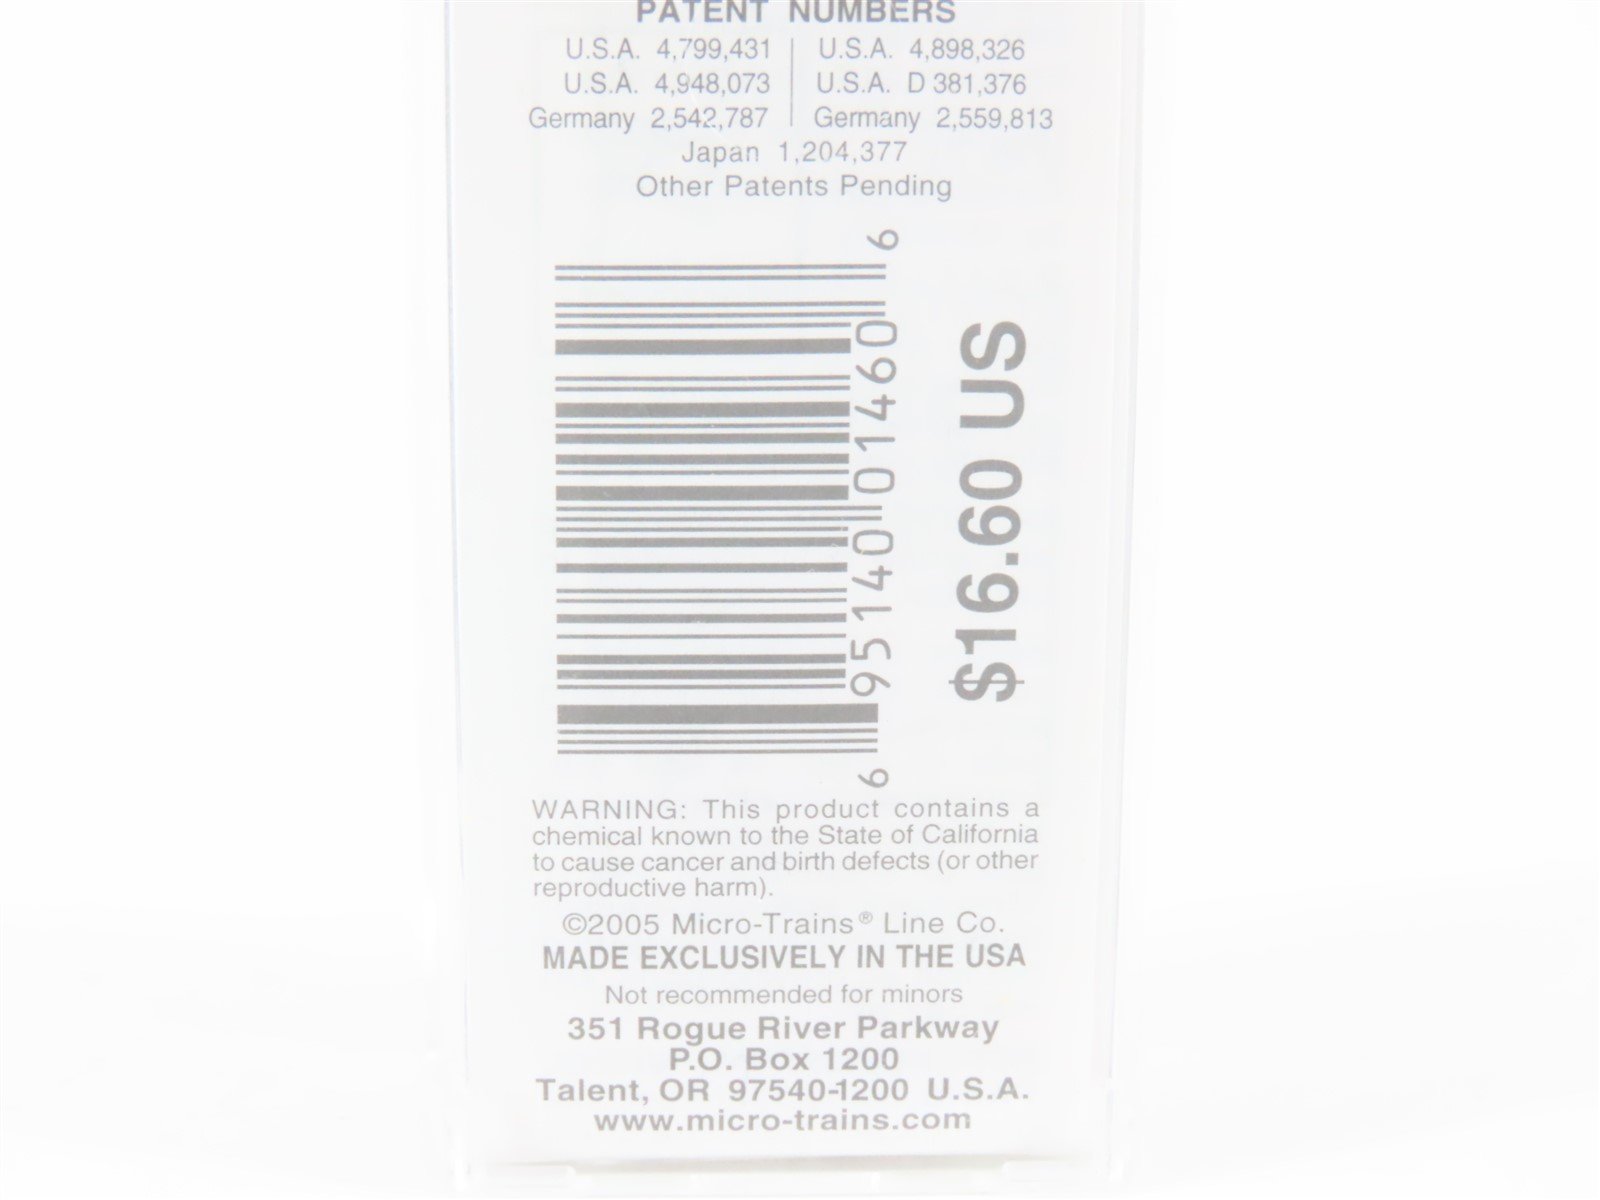 PATENT NUMBERS
U.S.A. 4,799,431 U.S.A. 4,898,326
U.S.A. 4,948,073 U.S.A. D 381,376
Germany 2,542,787 Germany 2,559,813
Japan 1,204,377
Other Patents Pending
6 95140 01460 6
$16.60 US
WARNING: This product contains a
chemical known to the State of California
to cause cancer and birth defects (or other
reproductive harm).
©2005 Micro-Trains® Line Co.
MADE EXCLUSIVELY IN THE USA
Not recommended for minors
351 Rogue River Parkway
P.O. Box 1200
Talent, OR 97540-1200 U.S.A.
www.micro-trains.com